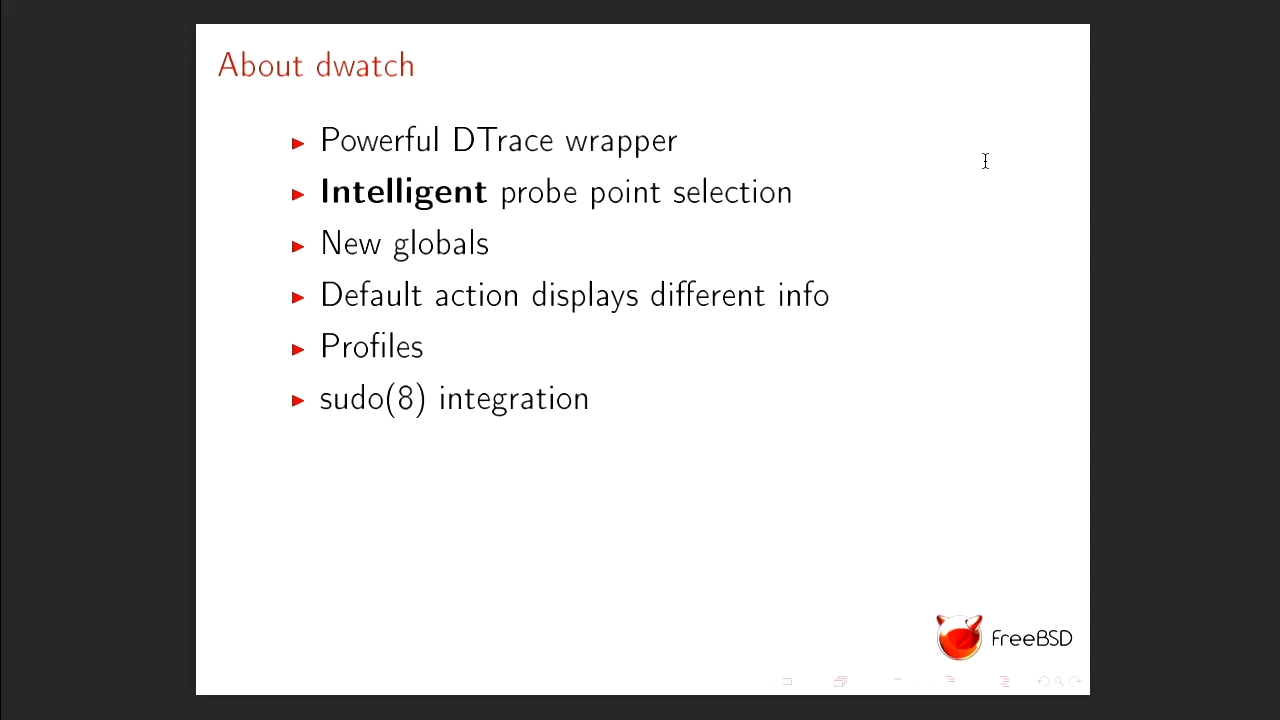 About dwatch
Powerful DTrace wrapper
Intelligent probe point selection
New globals
Default action displays different info
Profiles
sudo(8) integration
FreeBSD